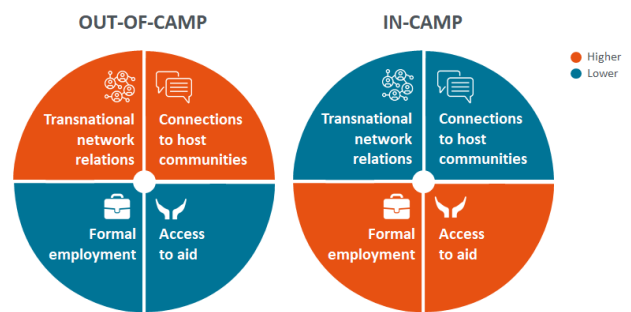 OUT-OF-CAMP
Transnational
network
relations
Connections
to host
communities
Formal
employment
Access
to aid
IN-CAMP
Transnational
network
relations
Connections
to host
communities
Formal
employment
Access
to aid
Higher
Lower